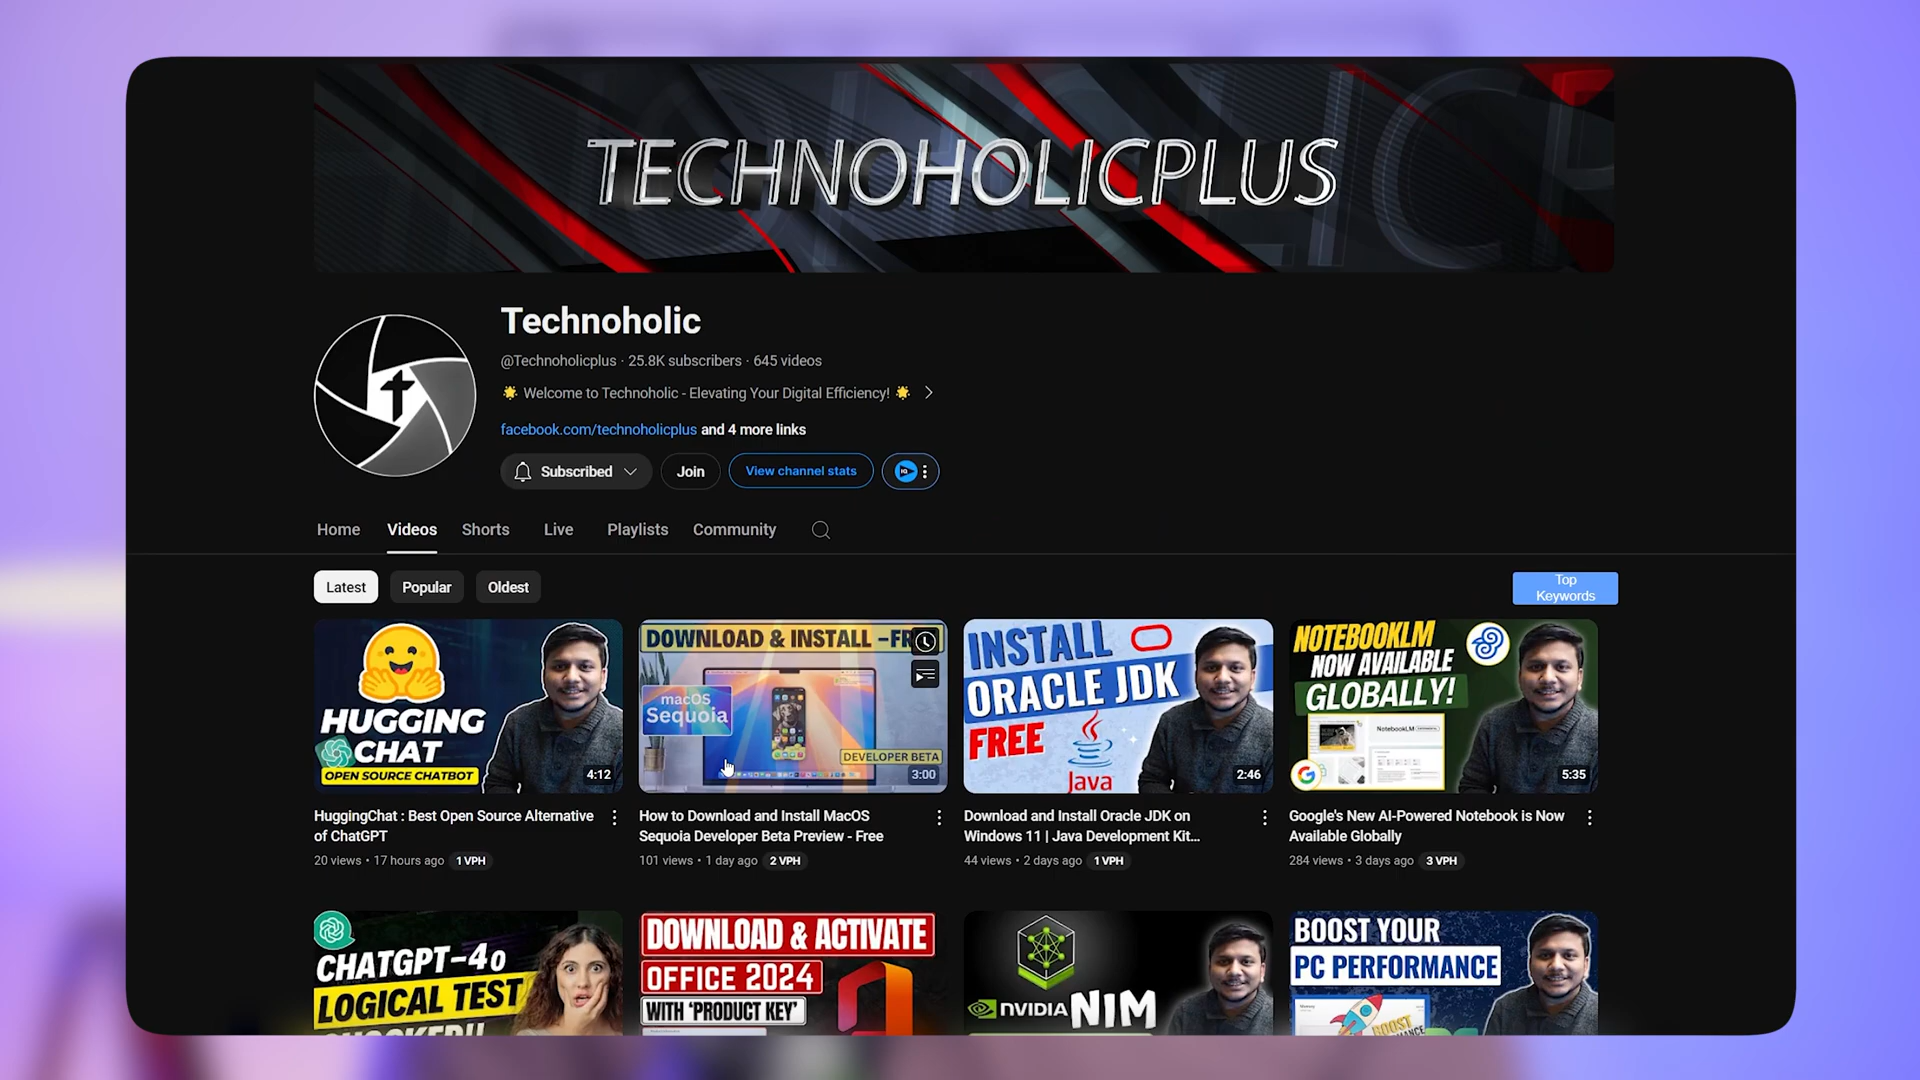 TECHNOHOLICPLUS
Technoholic
@Technoholicplus · 25.8K subscribers · 645 videos
🌟 Welcome to Technoholic - Elevating Your Digital Efficiency! 🌟
facebook.com/technoholicplus and 4 more links
Subscribed
Join
View channel stats
Home
Videos
Shorts
Live
Playlists
Community
Latest
Popular
Oldest
Top
Keywords
HUGGING
CHAT
OPEN SOURCE CHATBOT
4:12
DOWNLOAD & INSTALL -FR
macOS
Sequoia
DEVELOPER BETA
3:00
INSTALL
ORACLE JDK
FREE
Java
2:46
NOTEBOOKLM
NOW AVAILABLE
GLOBALLY!
NotebookLM
5:35
HuggingChat : Best Open Source Alternative
of ChatGPT
20 views • 17 hours ago 1 VPH
How to Download and Install MacOS
Sequoia Developer Beta Preview - Free
101 views • 1 day ago 2 VPH
Download and Install Oracle JDK on
Windows 11 | Java Development Kit...
44 views • 2 days ago 1 VPH
Google's New AI-Powered Notebook is Now
Available Globally
284 views • 3 days ago 3 VPH
CHATGPT-4o
LOGICAL TEST
DOWNLOAD & ACTIVATE
OFFICE 2024
WITH 'PRODUCT KEY'
NVIDIA NIM
BOOST YOUR
PC PERFORMANCE
BOOST